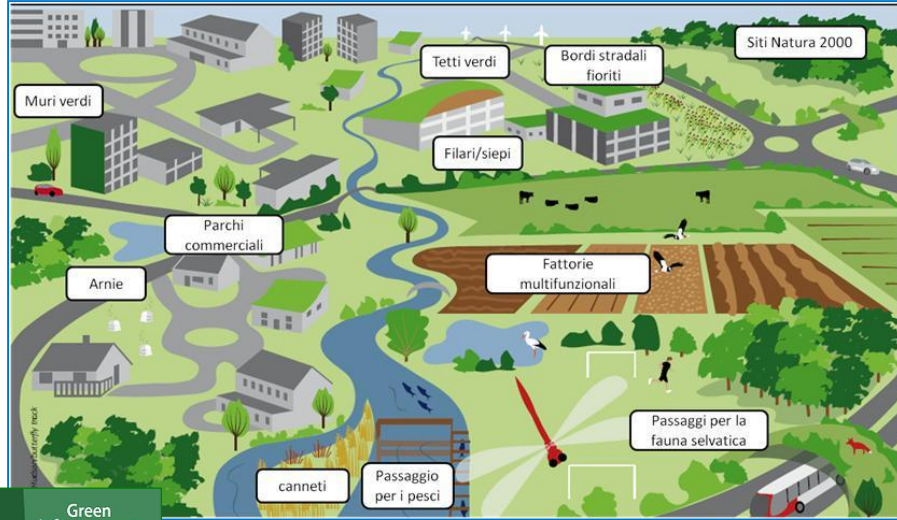 Siti Natura 2000
Bordi stradali
fioriti
Tetti verdi
Muri verdi
Filari/siepi
Parchi
commerciali
Fattorie
multifunzionali
Arnie
Passaggi per la
fauna selvatica
canneti
Passaggio
per i pesci
Green